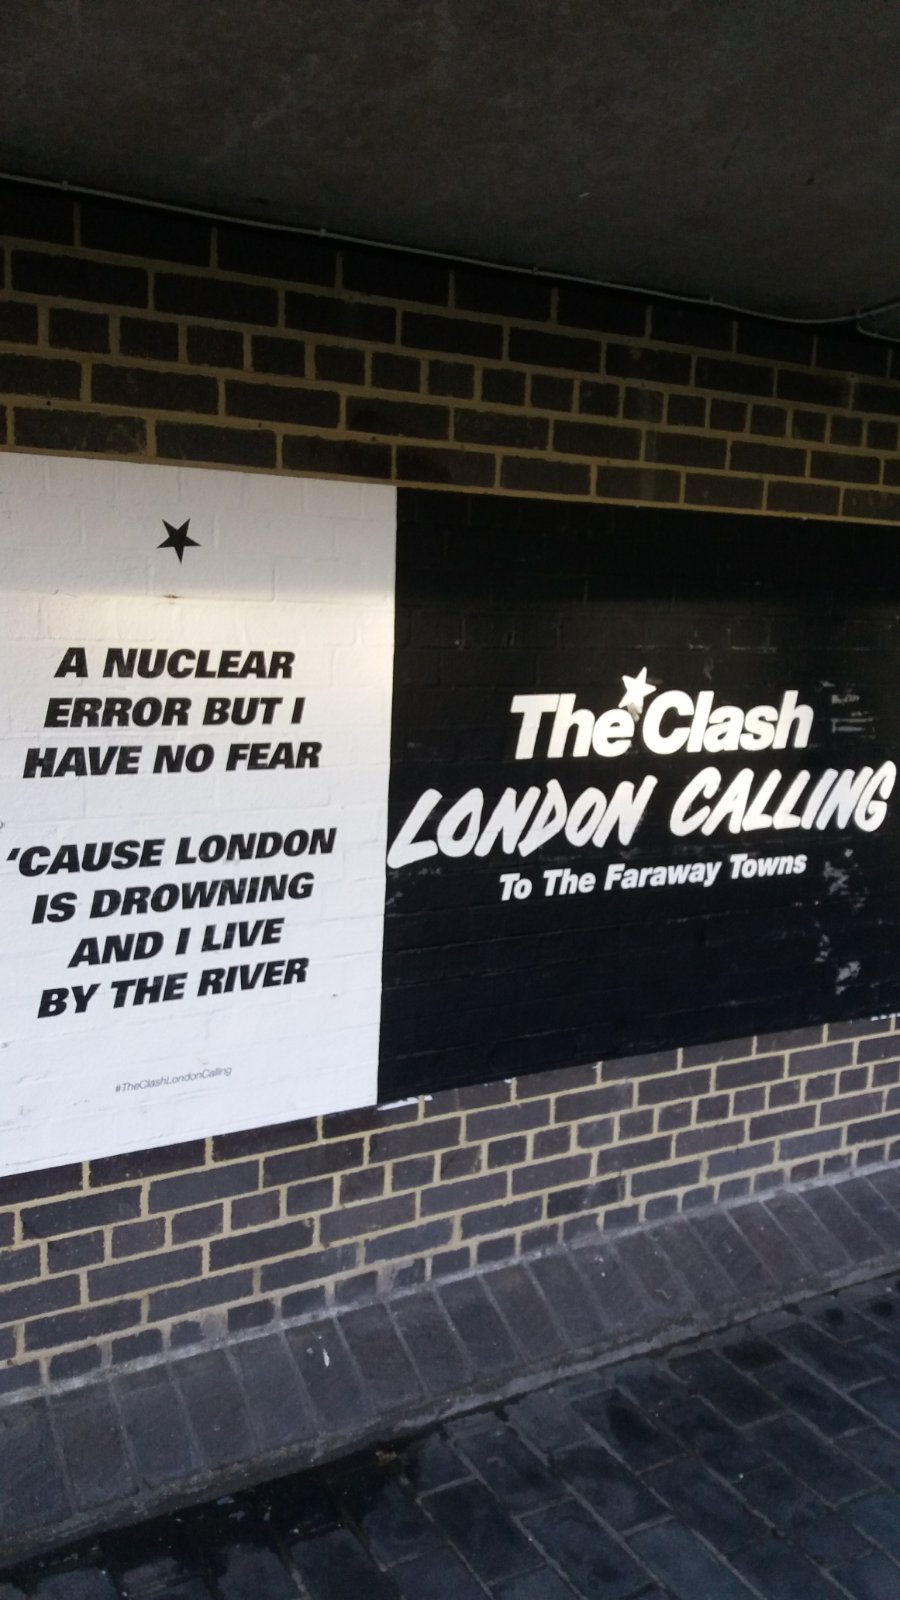 A NUCLEAR
ERROR BUT I
HAVE NO FEAR
'CAUSE LONDON
IS DROWNING
AND I LIVE
BY THE RIVER
#TheClashLondonCalling
The Clash
LONDON CALLING
To The Faraway Towns